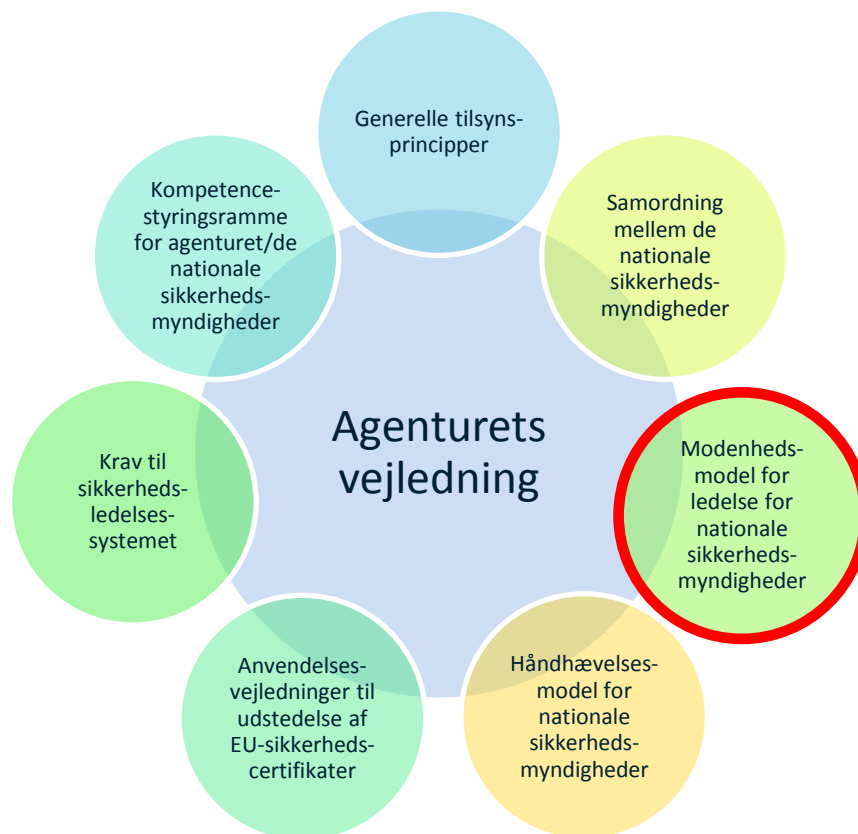 Generelle tilsyns-
principper
Samordning
mellem de
nationale
sikkerheds-
myndigheder
Modenheds-
model for
ledelse for
nationale
sikkerheds-
myndigheder
Håndhævelses-
model for
nationale
sikkerheds-
myndigheder
Anvendelses-
vejledninger til
udstedelse af
EU-sikkerheds-
certifikater
Krav til
sikkerheds-
ledelses-
systemet
Kompetence-
styringsramme
for agenturet/de
nationale
sikkerheds-
myndigheder
Agenturets
vejledning